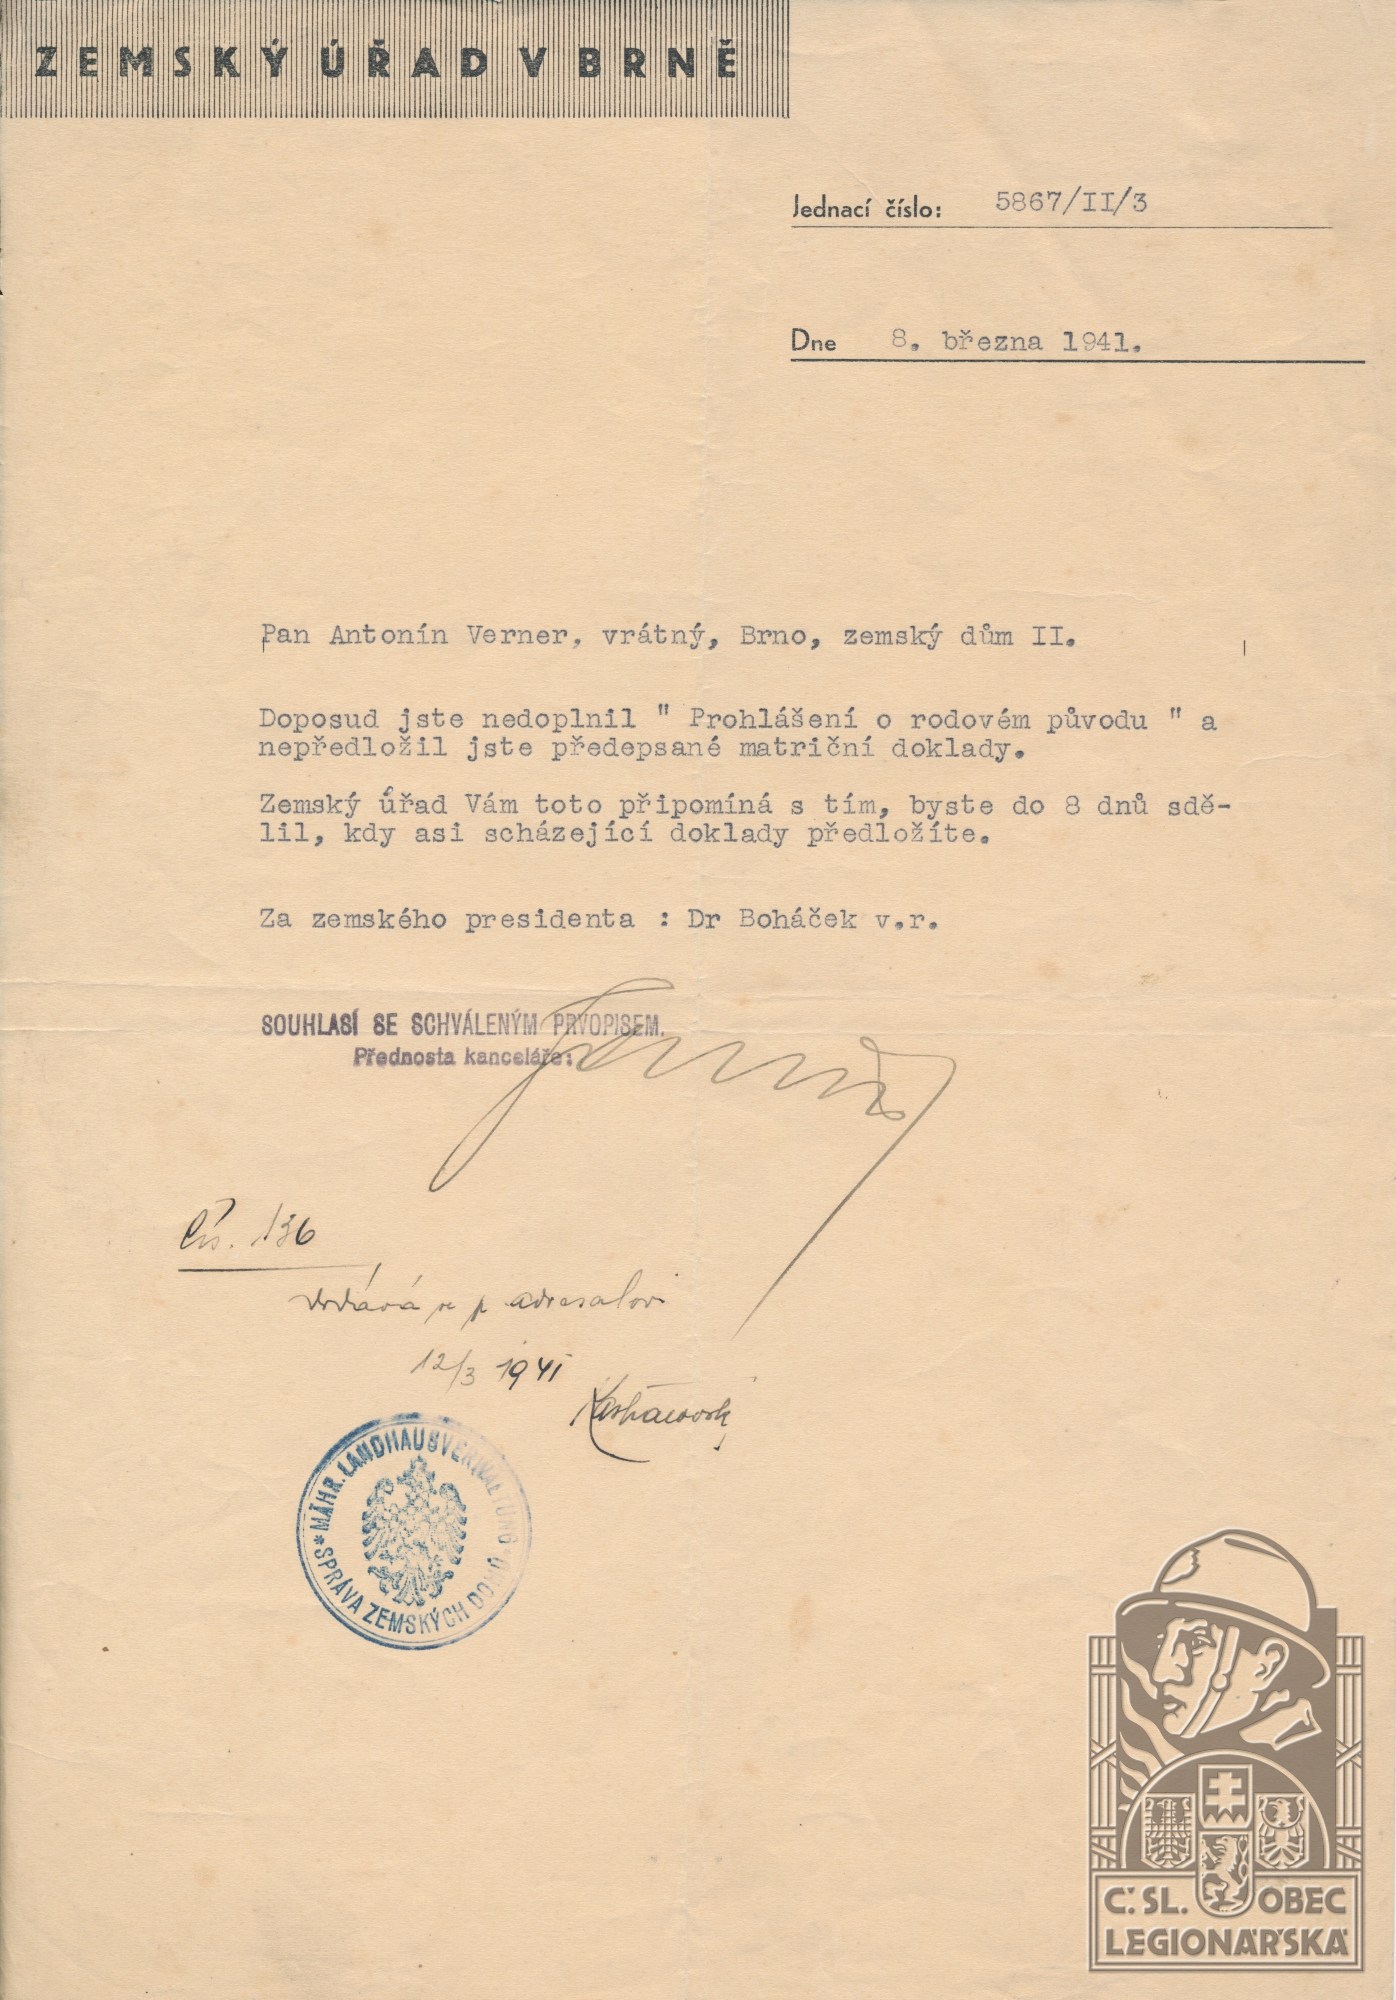 ZEMSKÝ ÚŘAD V BRNĚ
Jednací číslo: 5867/II/3
Dne 8. března 1941.
Pan Antonín Verner, vrátný, Brno, zemský dům II.
Doposud jste nedoplnil " Prohlášení o rodovém původu " a
nepředložil jste předepsané matriční doklady.
Zemský úřad Vám toto připomíná s tím, byste do 8 dnů sdě-
lil, kdy asi scházející doklady předložíte.
Za zemského presidenta : Dr Boháček v.r.
SOUHLASÍ SE SCHVÁLENÝM PRVOPISEM.
Přednosta kanceláře:
Čís. 136
p adresátovi
12/3 1941
*MÄHR. LANDHAUSVERWALTUNG*
SPRÁVA ZEMSKÝCH DOMŮ
Č. SL. OBEC
LEGIONÁŘSKÁ